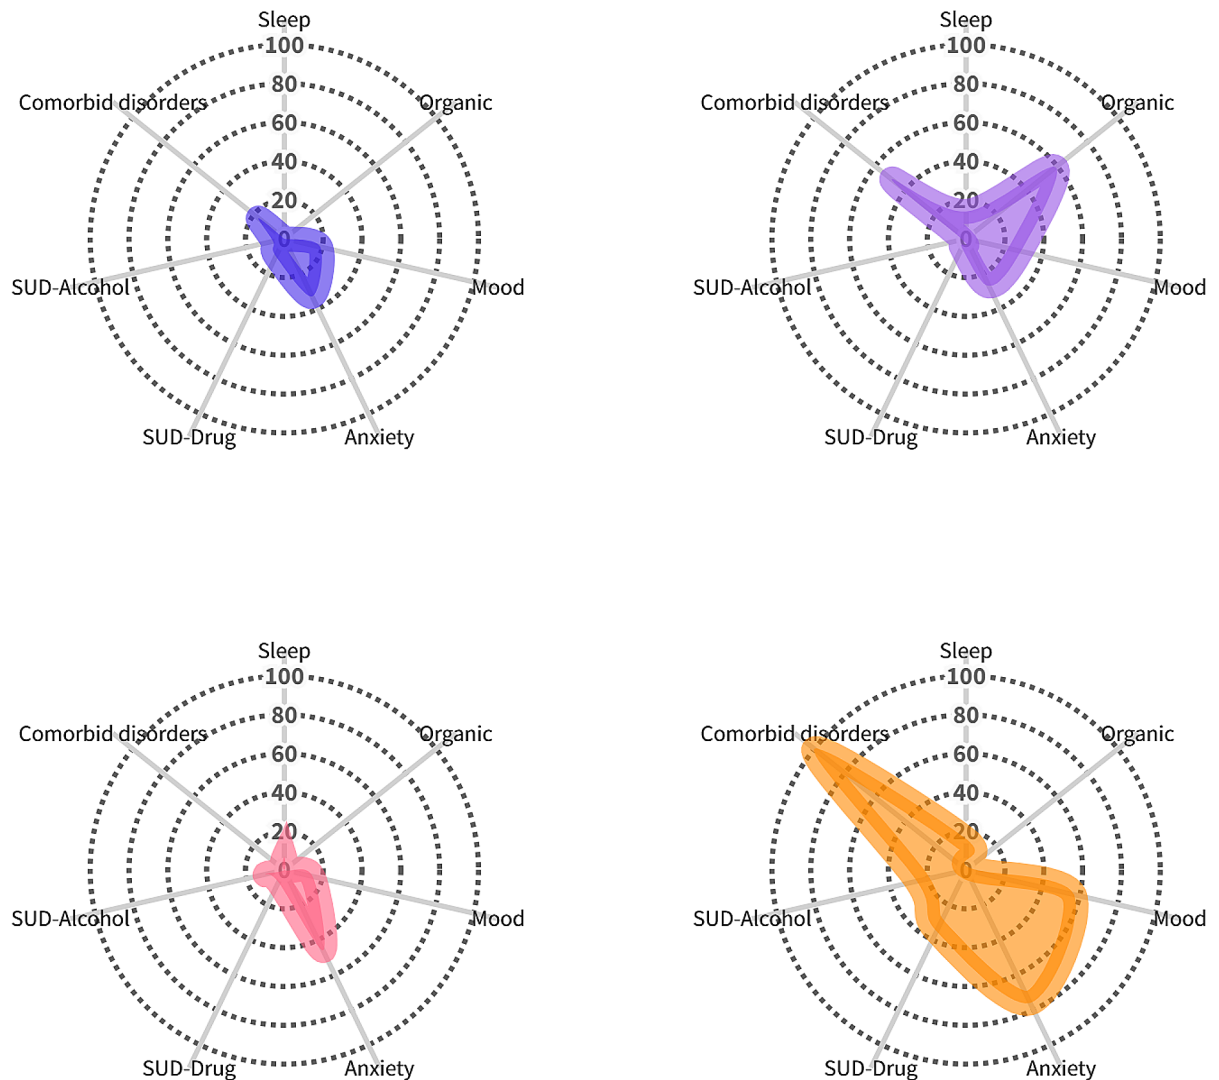 Sleep
100
80
60
40
20
0
Comorbid disorders
Organic
SUD-Alcohol
Mood
SUD-Drug
Anxiety
Sleep
100
80
60
40
20
0
Comorbid disorders
Organic
SUD-Alcohol
Mood
SUD-Drug
Anxiety
Sleep
100
80
60
40
20
0
Comorbid disorders
Organic
SUD-Alcohol
Mood
SUD-Drug
Anxiety
Sleep
100
80
60
40
20
0
Comorbid disorders
Organic
SUD-Alcohol
Mood
SUD-Drug
Anxiety